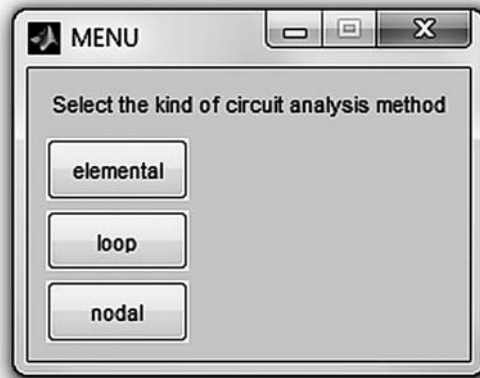 MENU
Select the kind of circuit analysis method
elemental
loop
nodal